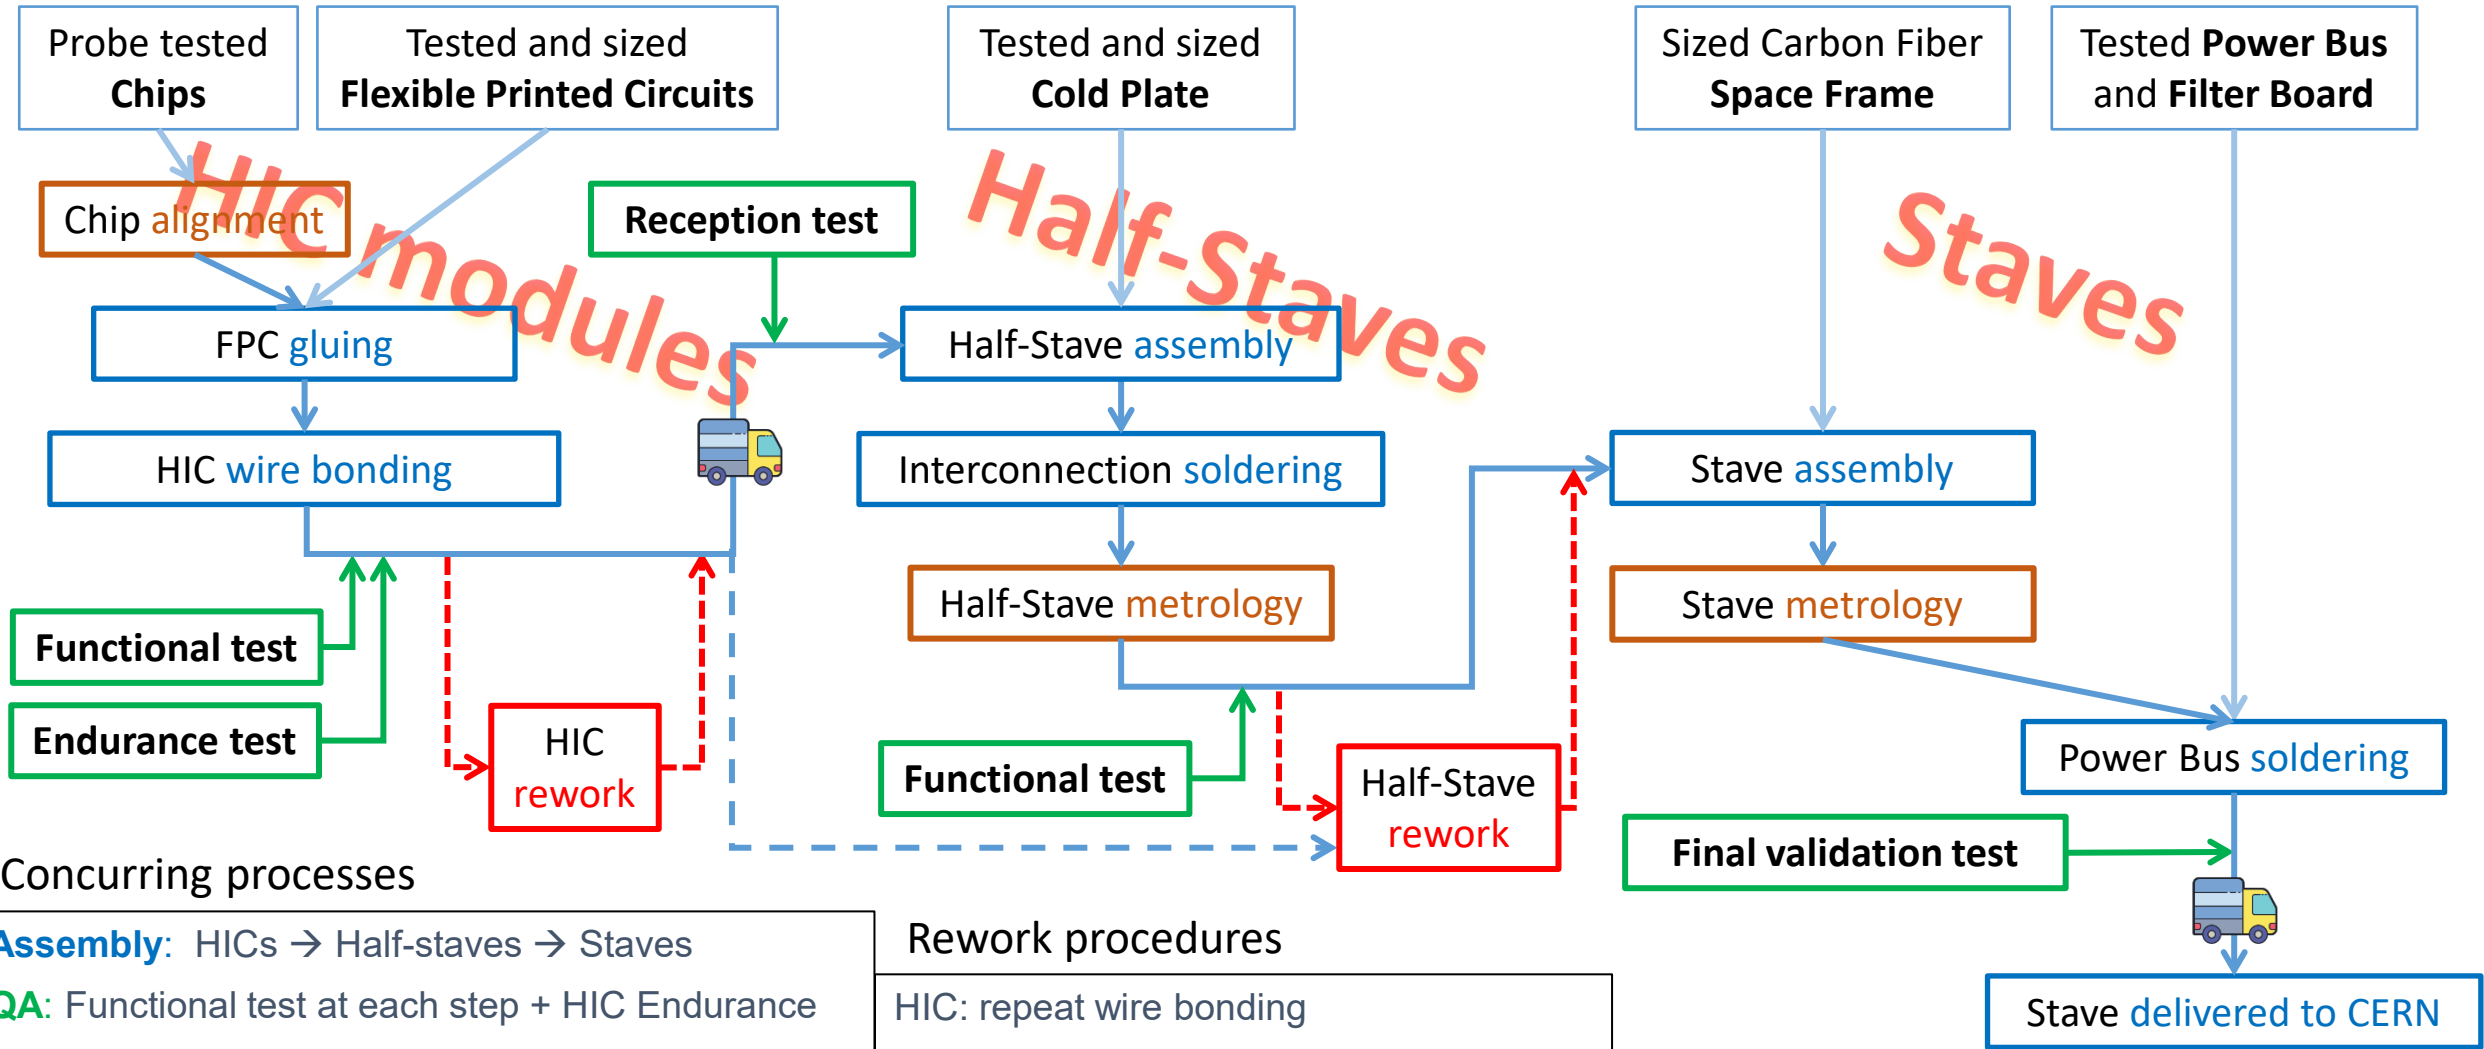 Probe tested
Chips
Tested and sized
Flexible Printed Circuits
Tested and sized
Cold Plate
Sized Carbon Fiber
Space Frame
Tested Power Bus
and Filter Board
HIC modules
Half-Staves
Staves
Chip alignment
Reception test
FPC gluing
Half-Stave assembly
HIC wire bonding
Interconnection soldering
Stave assembly
Half-Stave metrology
Stave metrology
Functional test
Endurance test
HIC
rework
Functional test
Half-Stave
rework
Power Bus soldering
Final validation test
Stave delivered to CERN
Concurring processes
Assembly: HICs → Half-staves → Staves
QA: Functional test at each step + HIC Endurance
Rework procedures
HIC: repeat wire bonding